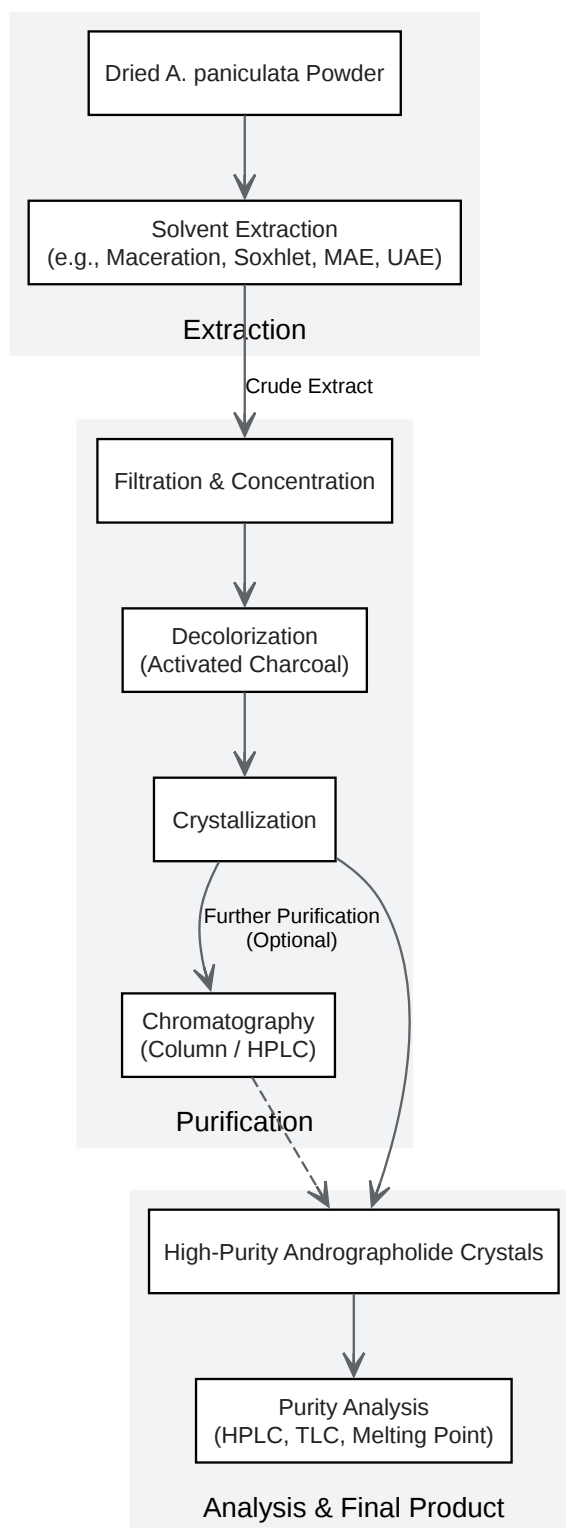 Dried A. paniculata Powder
Solvent Extraction
(e.g., Maceration, Soxhlet, MAE, UAE)
Extraction
Crude Extract
Filtration & Concentration
Decolorization
(Activated Charcoal)
Crystallization
Further Purification
(Optional)
Chromatography
(Column / HPLC)
Purification
High-Purity Andrographolide Crystals
Purity Analysis
(HPLC, TLC, Melting Point)
Analysis & Final Product